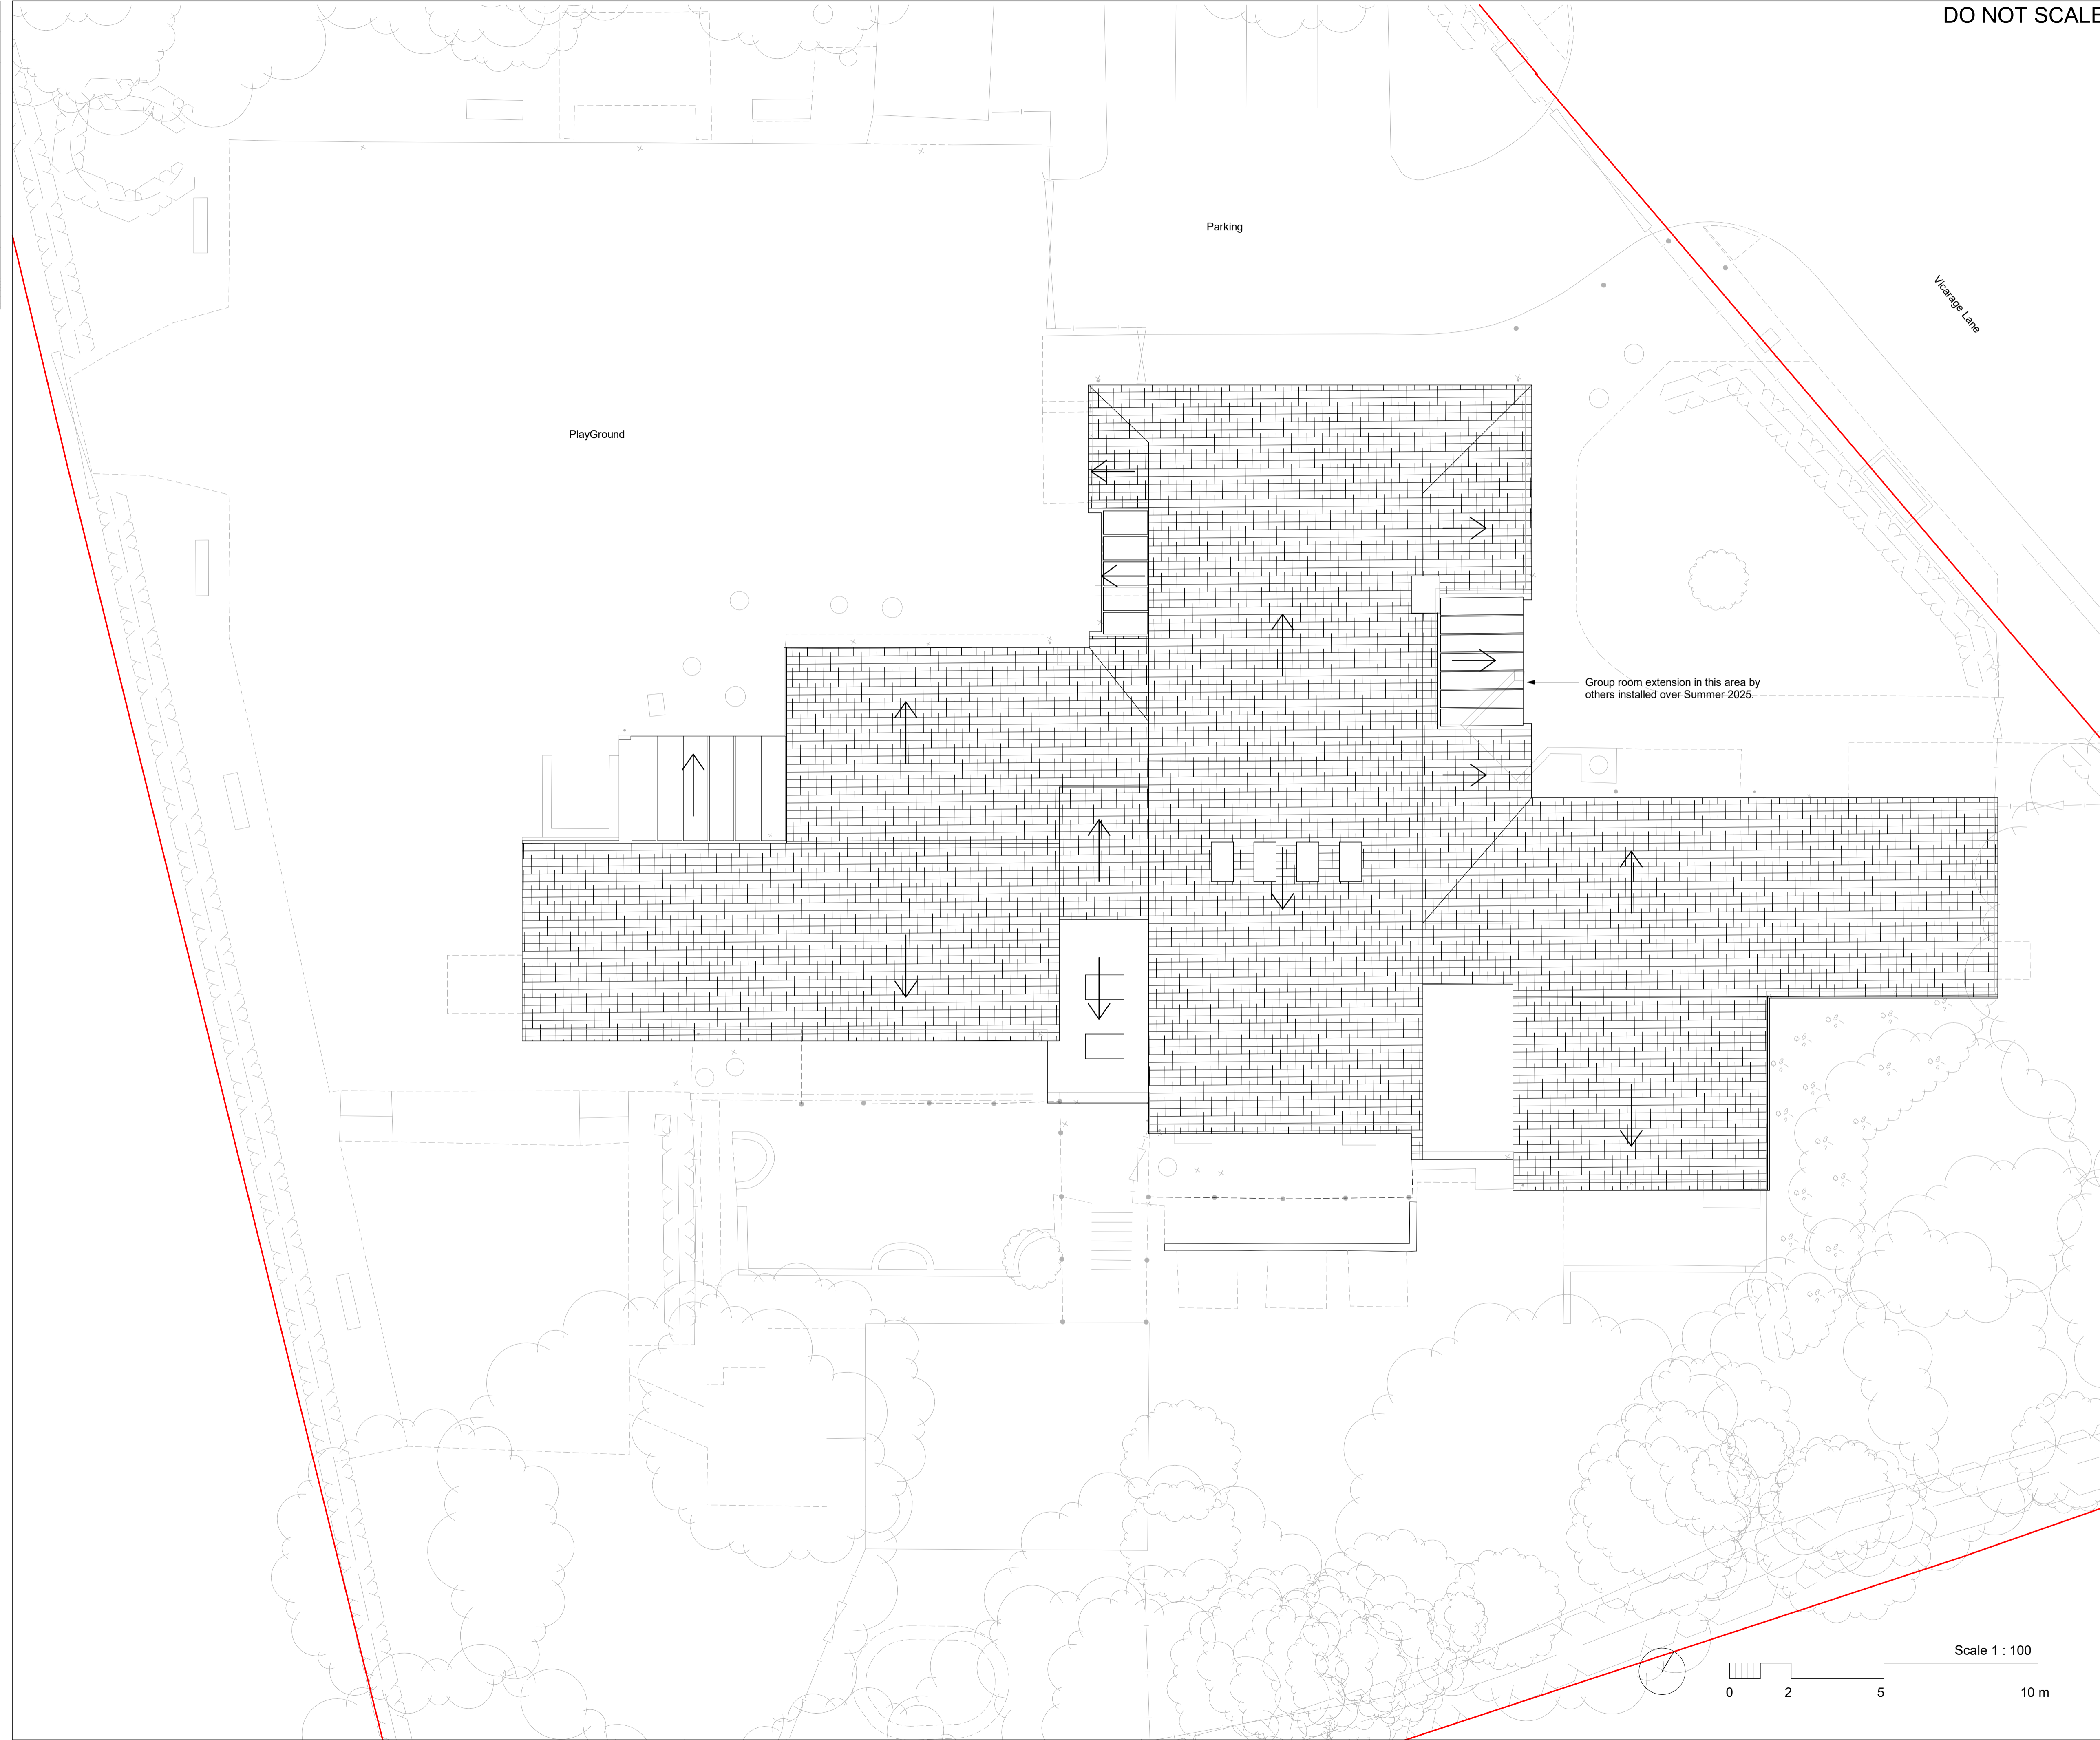 DO NOT SCALE
Parking
Vicarage Lane
PlayGround
Group room extension in this area by
others installed over Summer 2025.
Scale 1 : 100
0 2 5 10 m